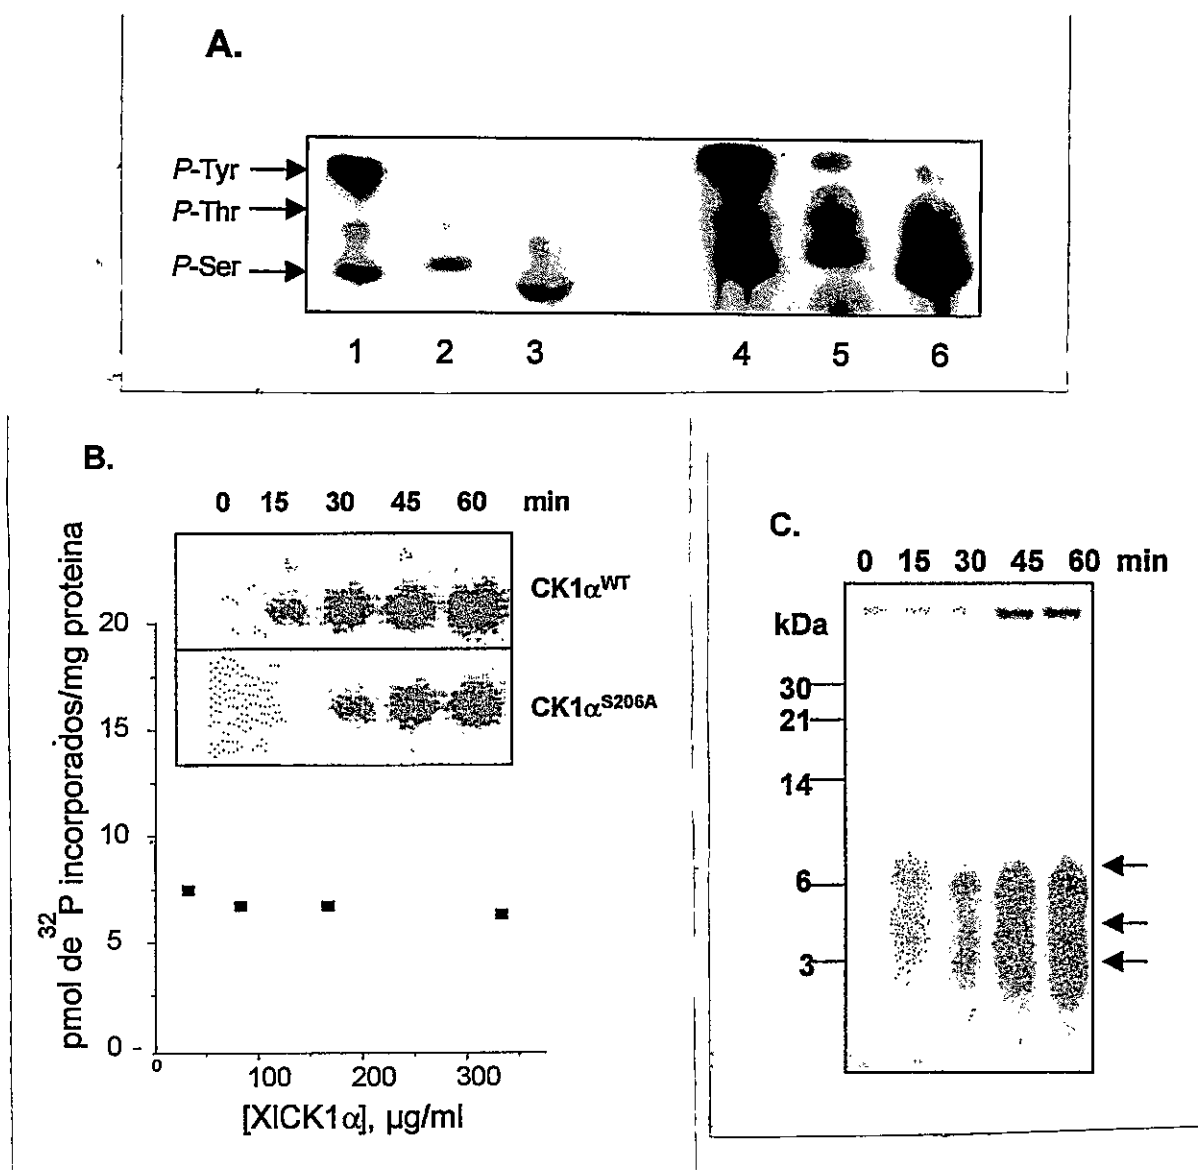 A.
P-Tyr
P-Thr
P-Ser
1 2 3 4 5 6
B.
0 15 30 45 60 min
CK1α^WT
CK1α^S206A
pmol de ³²P incorporados/mg proteina
20
15
10
5
0
0 100 200 300
[XlCK1α], µg/ml
C.
0 15 30 45 60 min
kDa
30
21
14
6
3